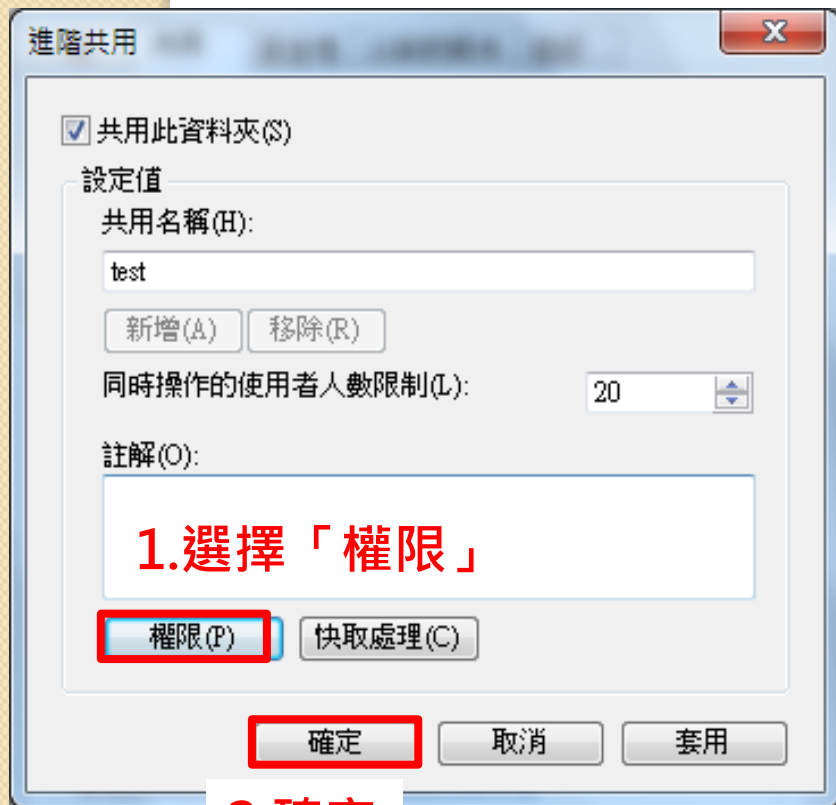 進階共用
共用此資料夾(S)
設定值
共用名稱(H):
test
新增(A) 移除(R)
同時操作的使用者人數限制(L): 20
註解(O):
1.選擇「權限」
權限(P) 快取處理(C)
確定 取消 套用